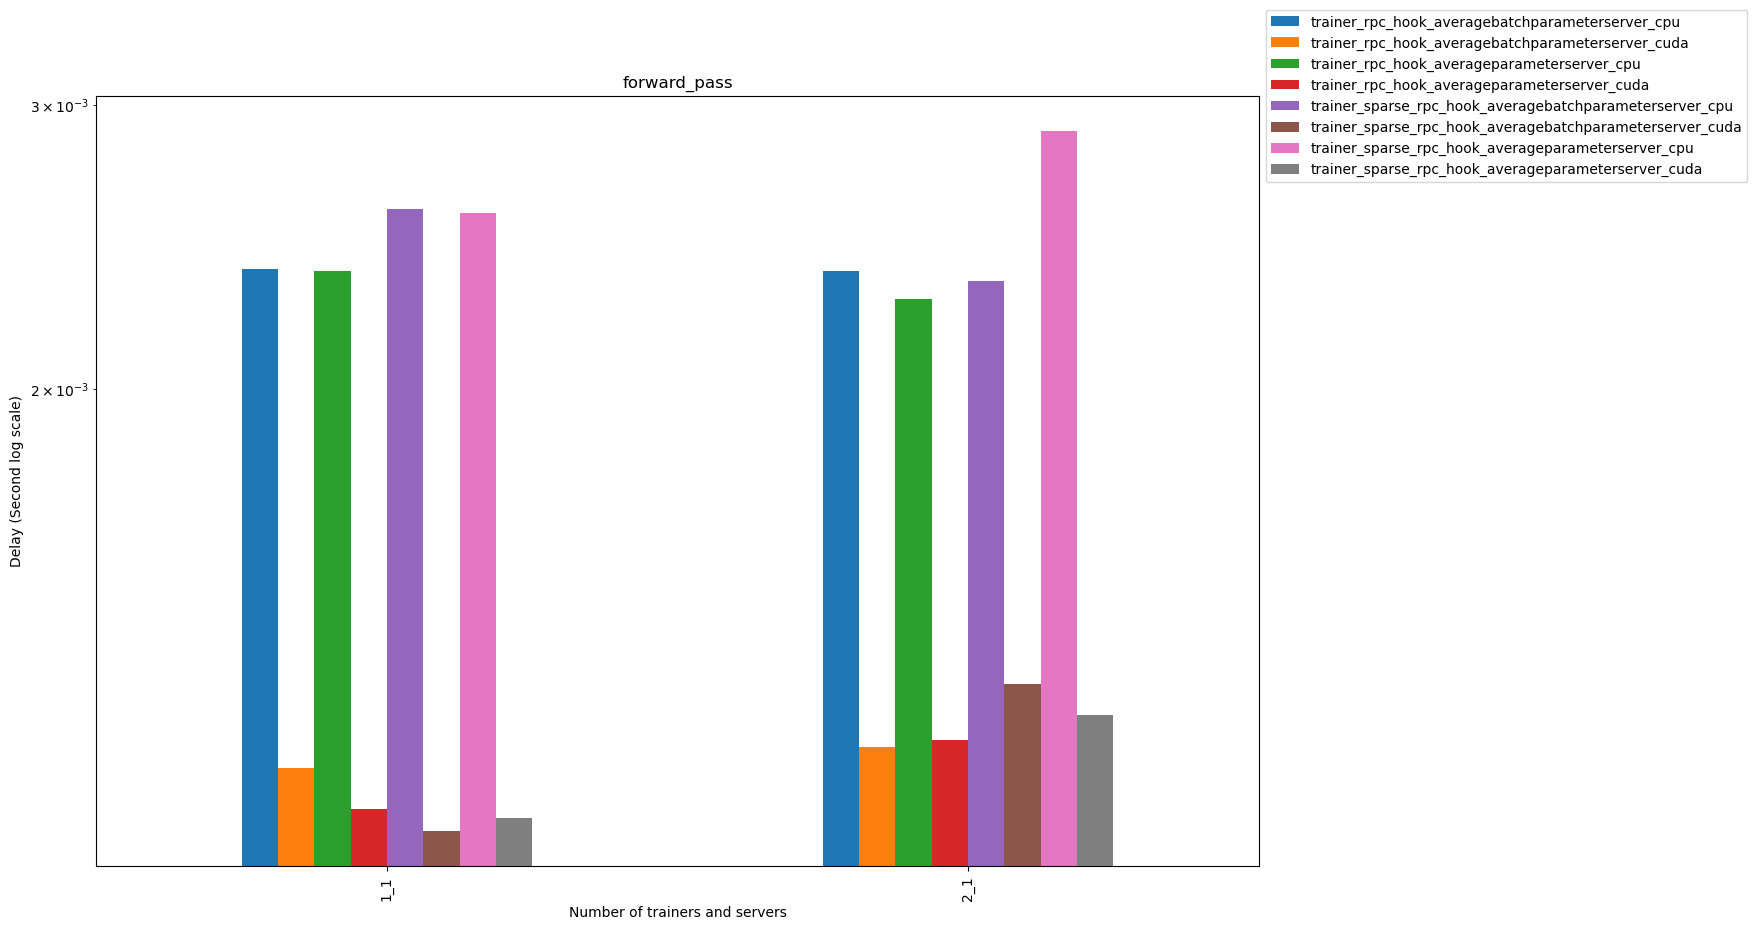 trainer_rpc_hook_averagebatchparameterserver_cpu
trainer_rpc_hook_averagebatchparameterserver_cuda
trainer_rpc_hook_averageparameterserver_cpu
trainer_rpc_hook_averageparameterserver_cuda
trainer_sparse_rpc_hook_averagebatchparameterserver_cpu
trainer_sparse_rpc_hook_averagebatchparameterserver_cuda
trainer_sparse_rpc_hook_averageparameterserver_cpu
trainer_sparse_rpc_hook_averageparameterserver_cuda
forward_pass
3 × 10⁻³
2 × 10⁻³
Delay (Second log scale)
1_1
2_1
Number of trainers and servers